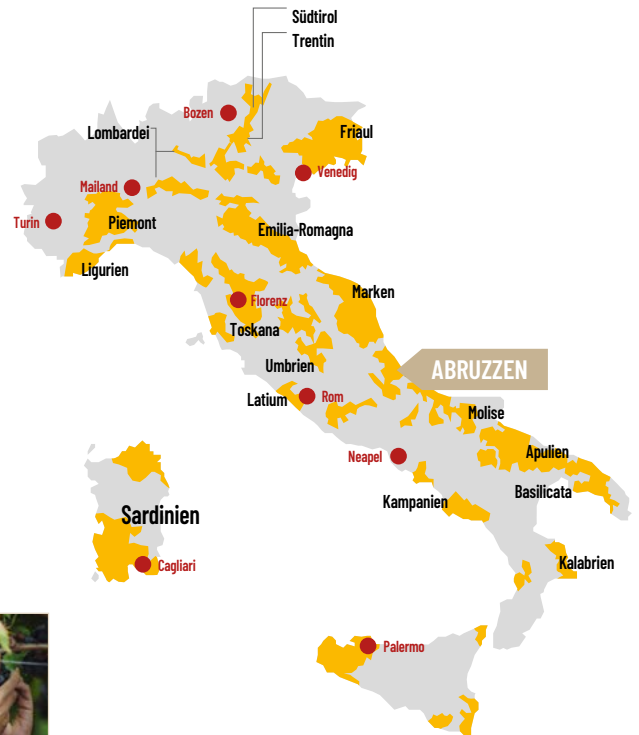 Südtirol
Trentin
Bozen
Lombardei
Friaul
Venedig
Mailand
Turin
Piemont
Emilia-Romagna
Ligurien
Marken
Florenz
Toskana
Umbrien
ABRUZZEN
Latium
Rom
Molise
Neapel
Apulien
Basilicata
Kampanien
Sardinien
Kalabrien
Cagliari
Palermo